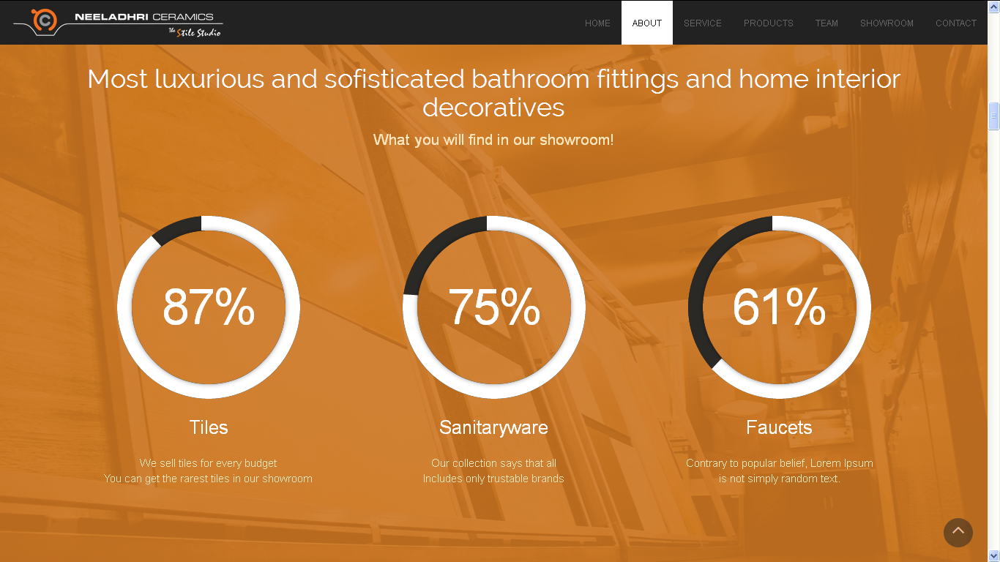 NEELADHRI CERAMICS
The Stile Studio
HOME
ABOUT
SERVICE
PRODUCTS
TEAM
SHOWROOM
CONTACT
Most luxurious and sofisticated bathroom fittings and home interior
decoratives
What you will find in our showroom!
87%
75%
61%
Tiles
We sell tiles for every budget
You can get the rarest tiles in our showroom
Sanitaryware
Our collection says that all
Includes only trustable brands
Faucets
Contrary to popular belief, Lorem Ipsum
is not simply random text.